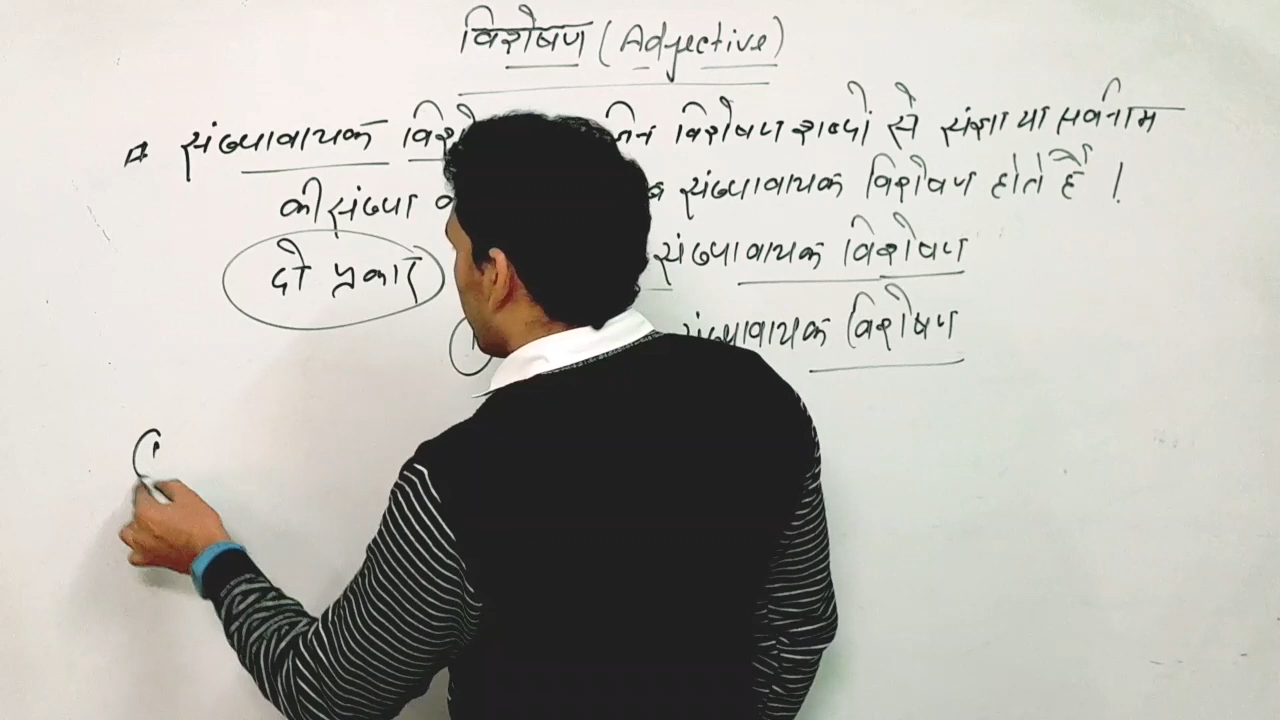 विशेषण (Adjective)
संख्यावाचक विशे जिन विशेषण शब्दों से संज्ञा या सर्वनाम
की संख्या संख्यावाचक विशेषण होते हैं ।
दो प्रकार संख्यावाचक विशेषण
संख्यावाचक विशेषण